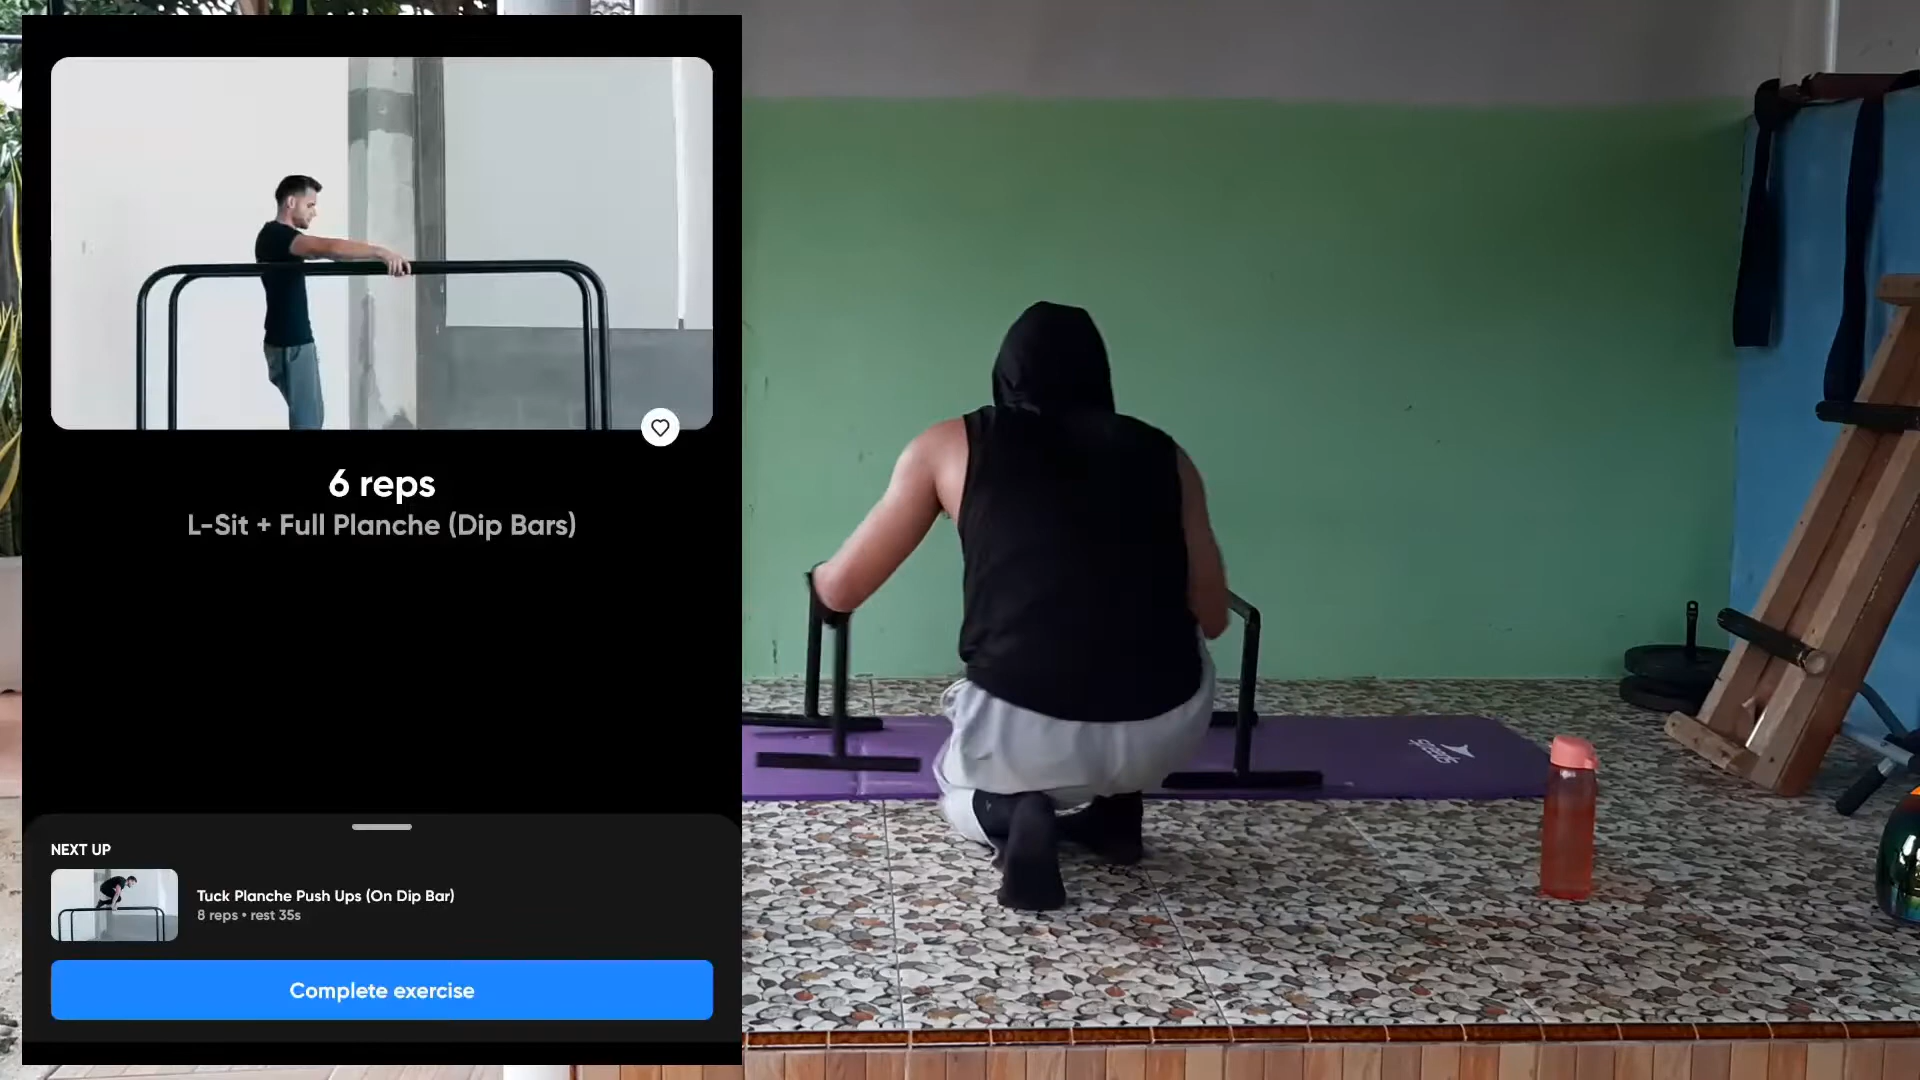 6 reps
L-Sit + Full Planche (Dip Bars)
NEXT UP
Tuck Planche Push Ups (On Dip Bar)
8 reps • rest 35s
Complete exercise
speeds